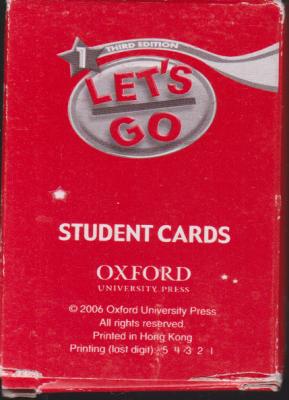 1 THIRD EDITION
LET'S
GO
STUDENT CARDS
OXFORD
UNIVERSITY PRESS
© 2006 Oxford University Press
All rights reserved.
Printed in Hong Kong
Printing (last digit): 5 4 3 2 1